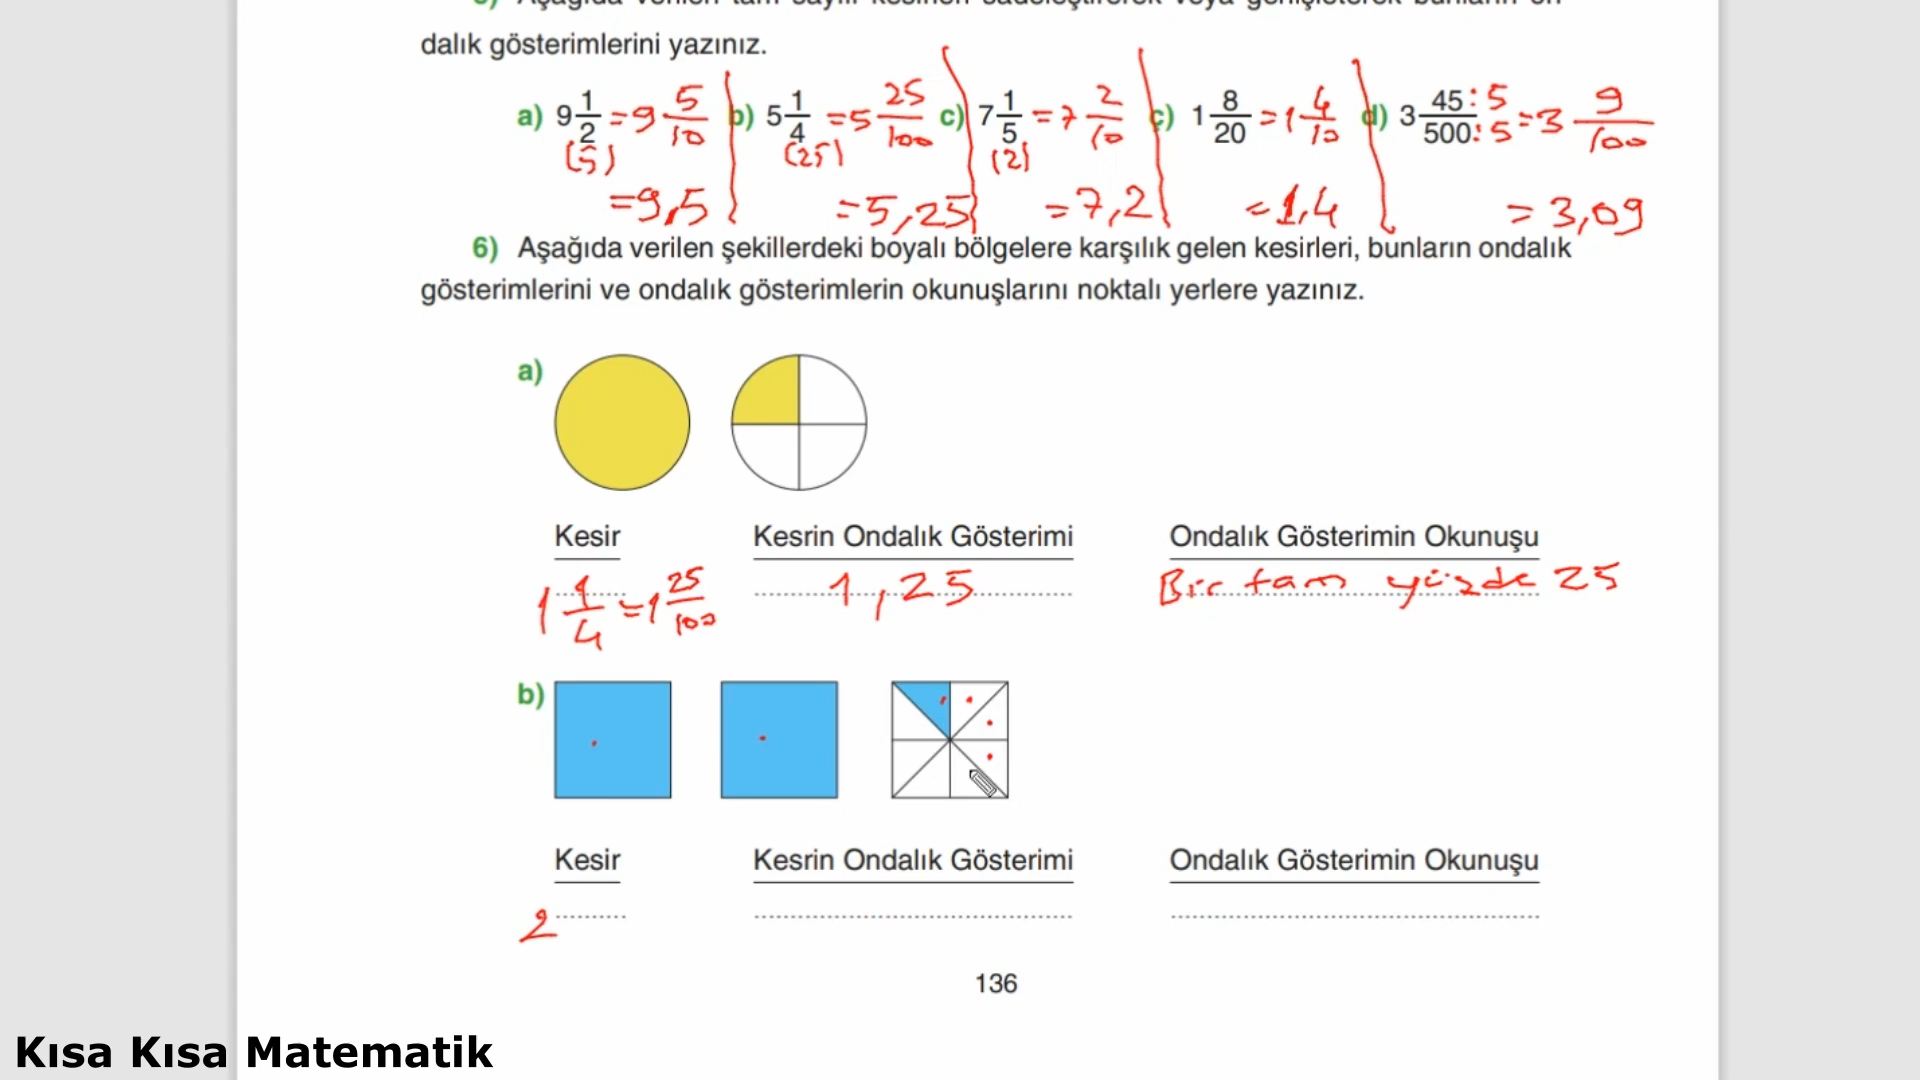 dalık gösterimlerini yazınız.
a) 9 1/2 = 9 5/10 b) 5 1/4 = 5 25/100 c) 7 1/5 = 7 2/10 ç) 1 8/20 = 1 4/10 d) 3 45:5/500:5 = 3 9/100
(5) (25) (2)
=9,5 =5,25 =7,2 =1,4 =3,09
6) Aşağıda verilen şekillerdeki boyalı bölgelere karşılık gelen kesirleri, bunların ondalık
gösterimlerini ve ondalık gösterimlerin okunuşlarını noktalı yerlere yazınız.
a)
Kesir Kesrin Ondalık Gösterimi Ondalık Gösterimin Okunuşu
1 1/4 = 1 25/100 1,25 Bir tam yüzde 25
b)
Kesir Kesrin Ondalık Gösterimi Ondalık Gösterimin Okunuşu
2
136
Kısa Kısa Matematik